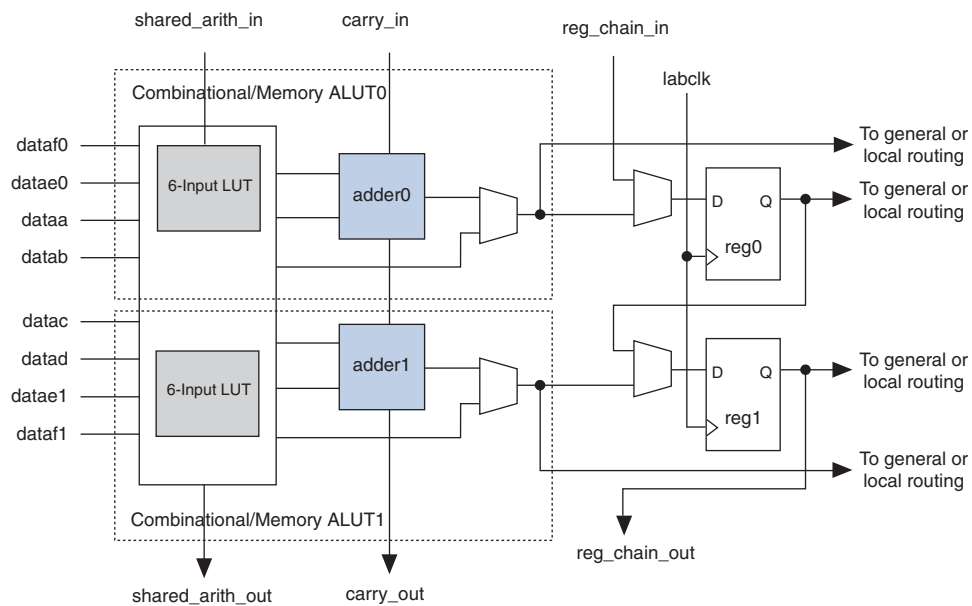 shared_arith_in
carry_in
reg_chain_in
labclk
Combinational/Memory ALUT0
dataf0
datae0
dataa
datab
6-Input LUT
adder0
D Q
reg0
To general or
local routing
To general or
local routing
datac
datad
datae1
dataf1
6-Input LUT
adder1
D Q
reg1
To general or
local routing
To general or
local routing
Combinational/Memory ALUT1
reg_chain_out
shared_arith_out
carry_out